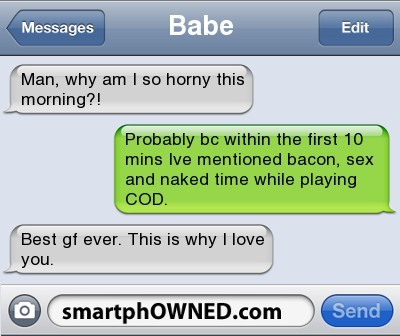 Messages
Babe
Edit
Man, why am I so horny this
morning?!
Probably bc within the first 10
mins Ive mentioned bacon, sex
and naked time while playing
COD.
Best gf ever. This is why I love
you.
smartphOWNED.com
Send